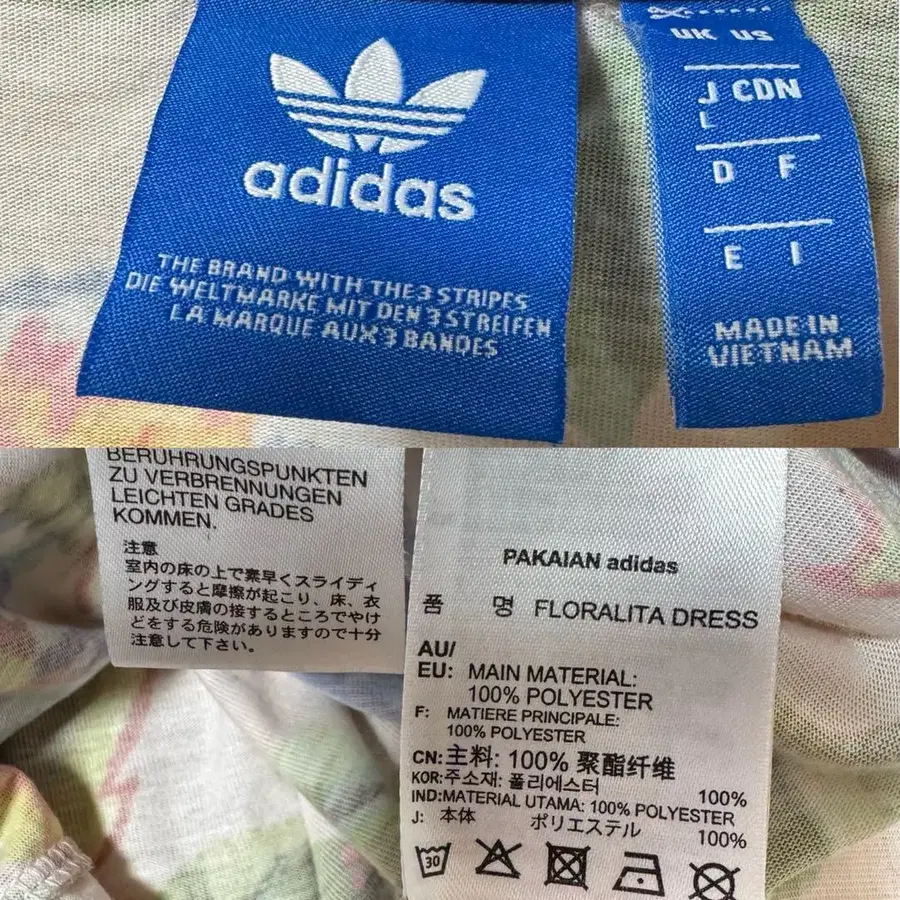 adidas
THE BRAND WITH THE 3 STRIPES
DIE WELTMARKE MIT DEN 3 STREIFEN
LA MARQUE AUX 3 BANDES
UK US
J CDN
L
D F
E I
MADE IN
VIETNAM
BERÜHRUNGSPUNKTEN
ZU VERBRENNUNGEN
LEICHTEN GRADES
KOMMEN.
注意
室内の床の上で素早くスライディ
ングすると摩擦が起こり、床、衣
服及び皮膚の接するところでやけ
どをする危険がありますので十分
注意して下さい。
PAKAIAN adidas
품 명 FLORALITA DRESS
AU/
EU: MAIN MATERIAL:
100% POLYESTER
F: MATIERE PRINCIPALE:
100% POLYESTER
CN: 主料: 100% 聚酯纤维
KOR: 주소재: 폴리에스터 100%
IND: MATERIAL UTAMA: 100% POLYESTER
J: 本体 ポリエステル 100%
30